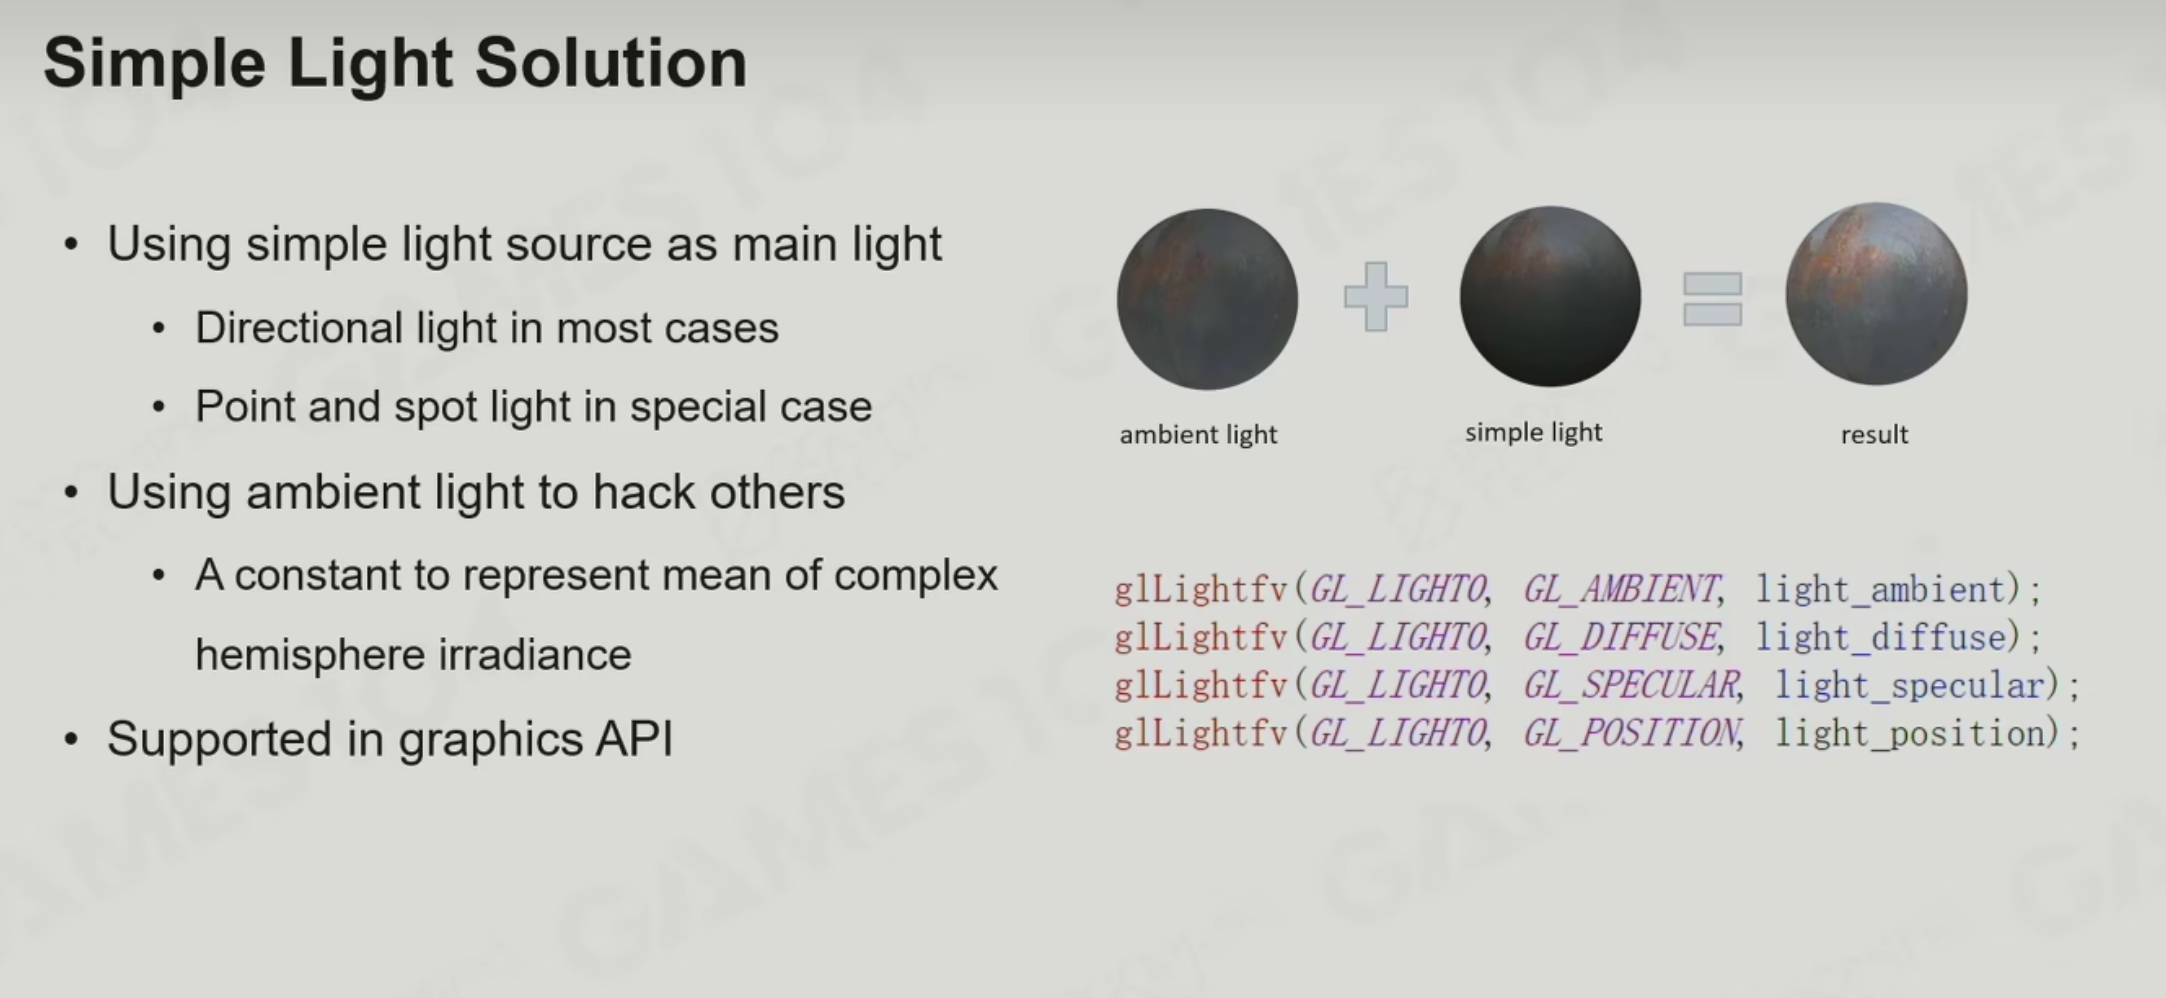 Simple Light Solution
• Using simple light source as main light
• Directional light in most cases
• Point and spot light in special case
• Using ambient light to hack others
• A constant to represent mean of complex
hemisphere irradiance
• Supported in graphics API
ambient light
simple light
result
glLightfv(GL_LIGHT0, GL_AMBIENT, light_ambient);
glLightfv(GL_LIGHT0, GL_DIFFUSE, light_diffuse);
glLightfv(GL_LIGHT0, GL_SPECULAR, light_specular);
glLightfv(GL_LIGHT0, GL_POSITION, light_position);
GAMES104